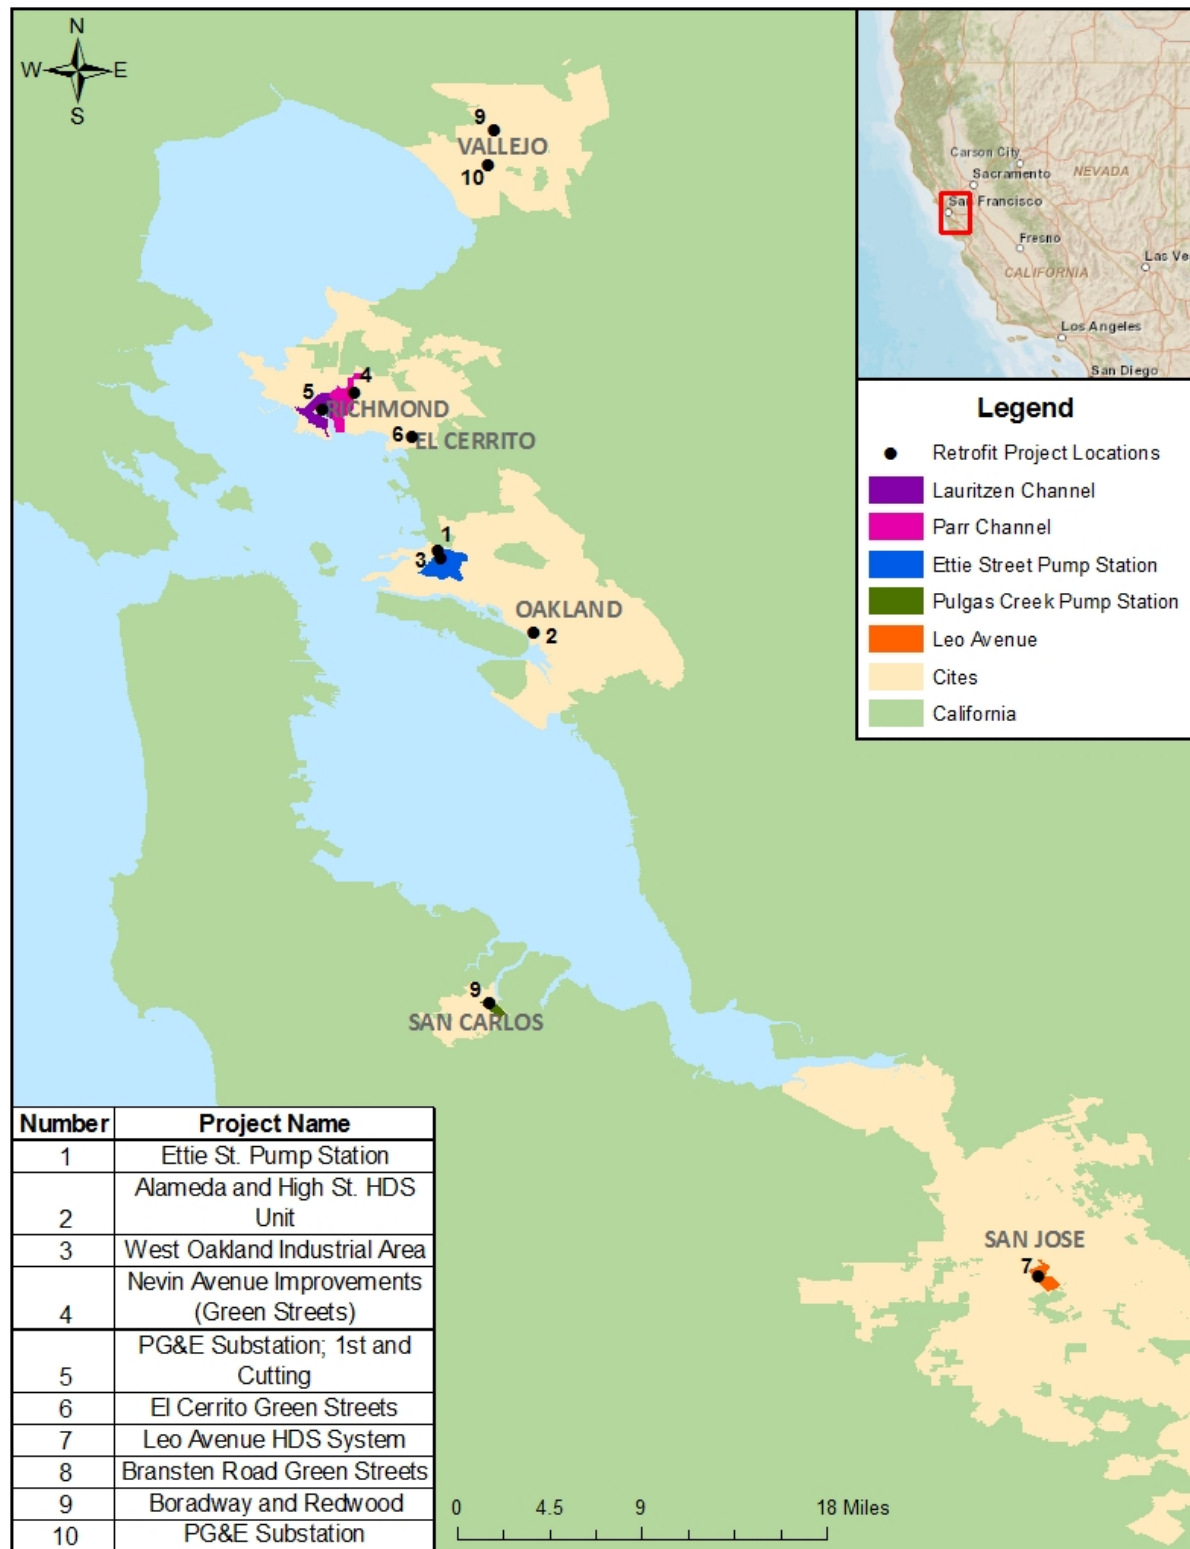 N
W
E
S
9
VALLEJO
10
4
5
RICHMOND
6
EL CERRITO
1
3
OAKLAND
2
9
SAN CARLOS
SAN JOSE
7
Carson City
Sacramento
NEVADA
San Francisco
Fresno
CALIFORNIA
Las Ve
Los Angeles
San Diego
Legend
Retrofit Project Locations
Lauritzen Channel
Parr Channel
Ettie Street Pump Station
Pulgas Creek Pump Station
Leo Avenue
Cites
California
Number Project Name
1 Ettie St. Pump Station
Alameda and High St. HDS
2 Unit
3 West Oakland Industrial Area
Nevin Avenue Improvements
4 (Green Streets)
PG&E Substation; 1st and
5 Cutting
6 El Cerrito Green Streets
7 Leo Avenue HDS System
8 Bransten Road Green Streets
9 Boradway and Redwood
10 PG&E Substation
0 4.5 9 18 Miles